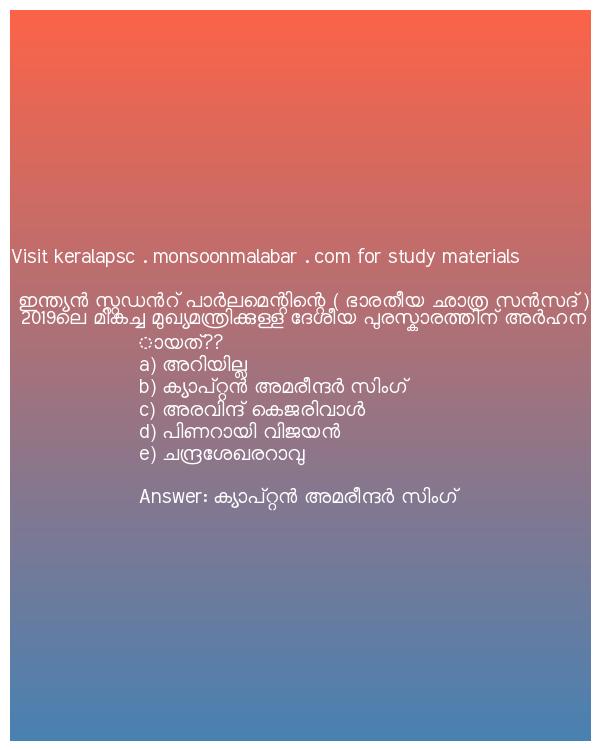 Visit keralapsc . monsoonmalabar . com for study materials
ഇന്ത്യൻ സ്റ്റുഡൻറ് പാർലമെന്റിന്റെ ( ഭാരതീയ ഛാത്ര സൻസദ് )
2019ലെ മികച്ച മുഖ്യമന്ത്രിക്കുള്ള ദേശീയ പുരസ്കാരത്തിന് അർഹന
ായത്??
a) അറിയില്ല
b) ക്യാപ്റ്റൻ അമരീന്ദർ സിംഗ്
c) അരവിന്ദ് കെജരിവാൾ
d) പിണറായി വിജയൻ
e) ചന്ദ്രശേഖരറാവു
Answer: ക്യാപ്റ്റൻ അമരീന്ദർ സിംഗ്